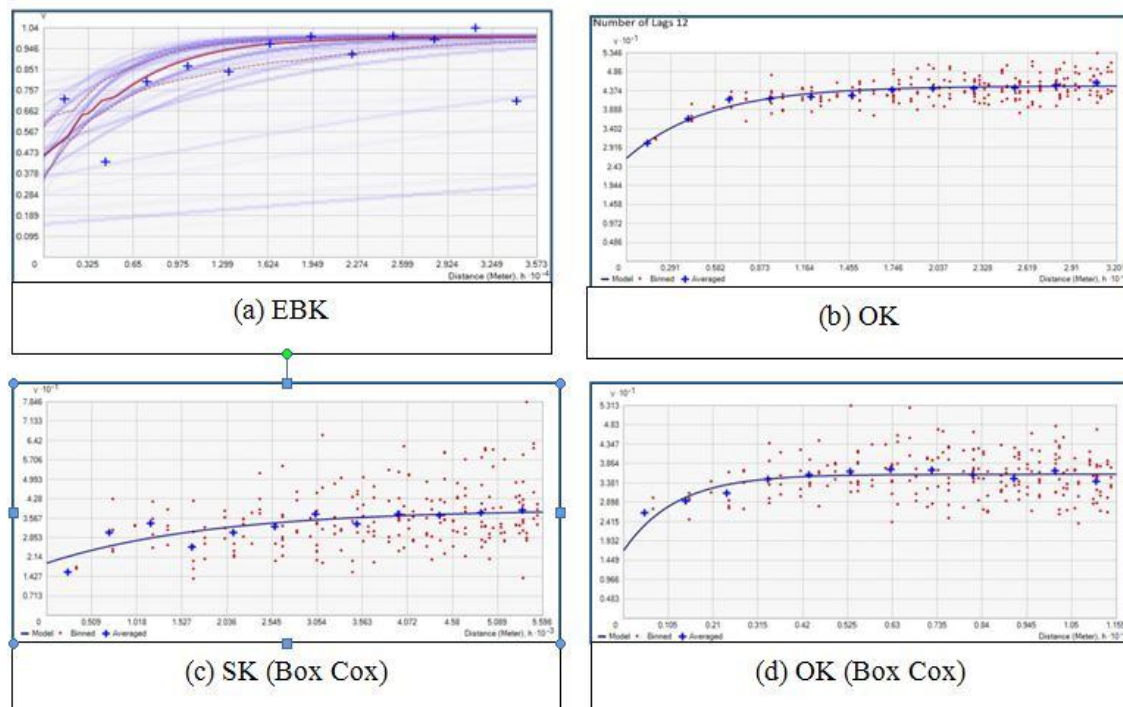 γ
1.04
0.946
0.851
0.757
0.662
0.567
0.473
0.378
0.284
0.189
0.095
0 0.325 0.65 0.975 1.299 1.624 1.949 2.274 2.599 2.924 3.249 3.573
Distance (Meter), h ·10⁻⁴
(a) EBK
Number of Lags 12
γ ·10⁻¹
5.346
4.86
4.374
3.888
3.402
2.916
2.43
1.944
1.458
0.972
0.486
0 0.291 0.582 0.873 1.164 1.455 1.746 2.037 2.328 2.619 2.91 3.201
Distance (Meter), h ·10
Model Binned Averaged
(b) OK
γ ·10⁻¹
7.846
7.133
6.42
5.706
4.993
4.28
3.567
2.853
2.14
1.427
0.713
0 0.509 1.018 1.527 2.036 2.545 3.054 3.563 4.072 4.58 5.089 5.598
Distance (Meter), h ·10⁻³
Model Binned Averaged
(c) SK (Box Cox)
γ ·10⁻¹
5.313
4.83
4.347
3.864
3.381
2.898
2.415
1.932
1.449
0.966
0.483
0 0.105 0.21 0.315 0.42 0.525 0.63 0.735 0.84 0.945 1.05 1.155
Distance (Meter), h ·10
Model Binned Averaged
(d) OK (Box Cox)